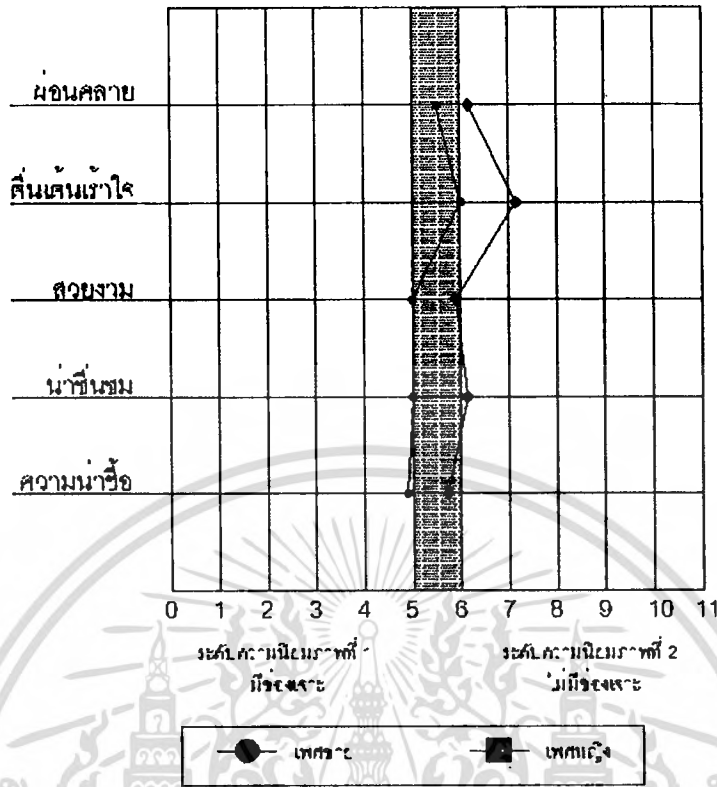 ผ่อนคลาย
ตื่นเต้นเร้าใจ
สวยงาม
น่าชื่นชม
ความน่าซื้อ
0 1 2 3 4 5 6 7 8 9 10 11
ระดับความนิยมภาพที่ 1 ระดับความนิยมภาพที่ 2
มีช่องเจาะ ไม่มีช่องเจาะ
เพศชาย เพศหญิง